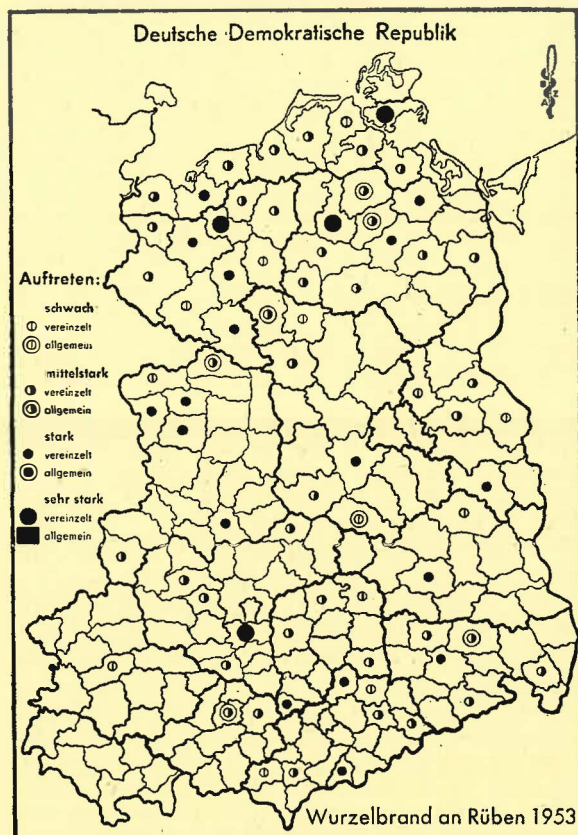 Deutsche Demokratische Republik
Auftreten:
schwach
vereinzelt
allgemeus
mittelstark
vereinzelt
allgemein
stark
vereinzelt
allgemein
sehr stark
vereinzelt
allgemein
Wurzelbrand an Rüben 1953